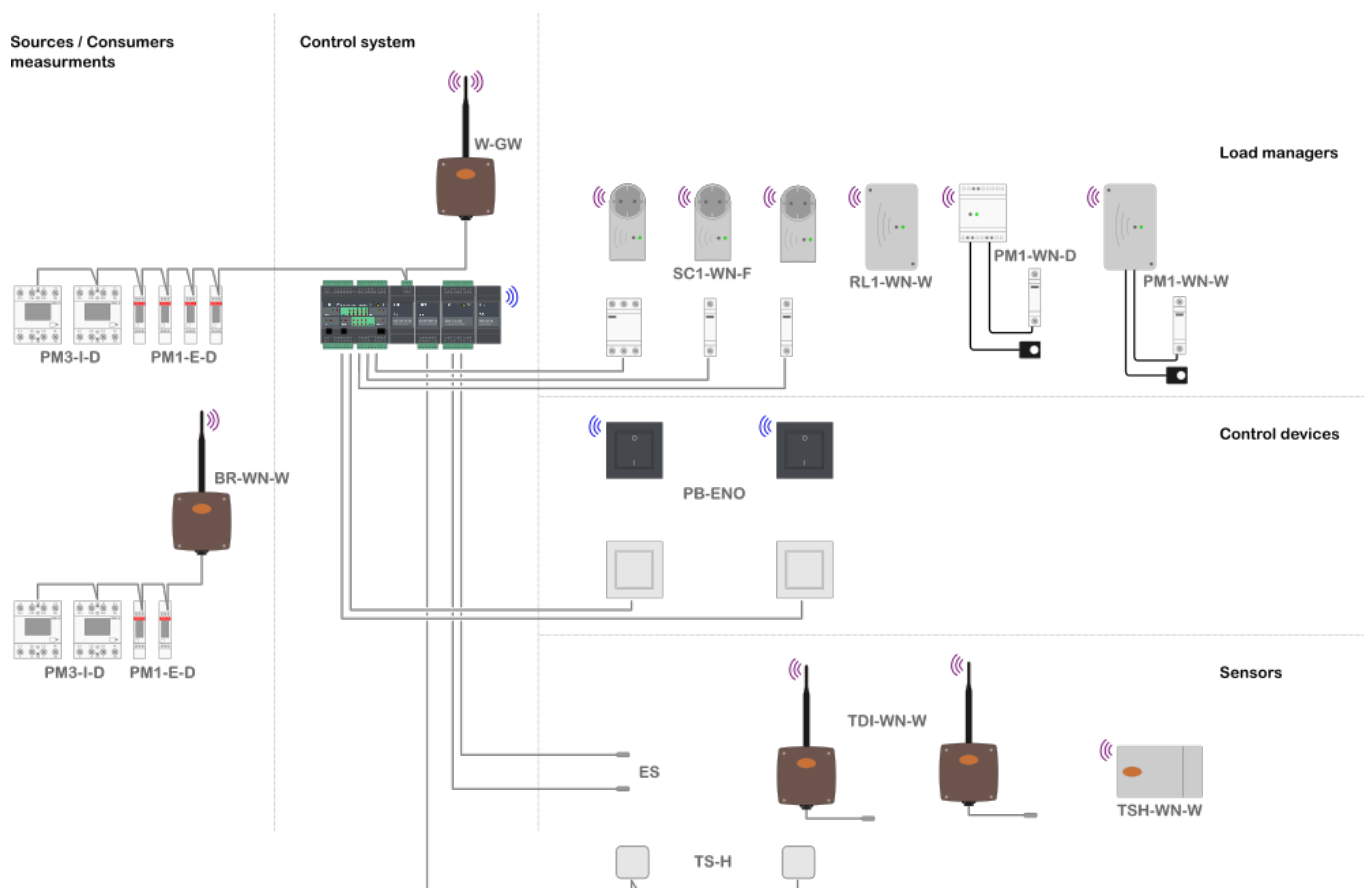 Sources / Consumers
measurments
Control system
W-GW
Load managers
SC1-WN-F
RL1-WN-W
PM1-WN-D
PM1-WN-W
PM3-I-D
PM1-E-D
BR-WN-W
Control devices
PB-ENO
PM3-I-D
PM1-E-D
Sensors
TDI-WN-W
ES
TSH-WN-W
TS-H